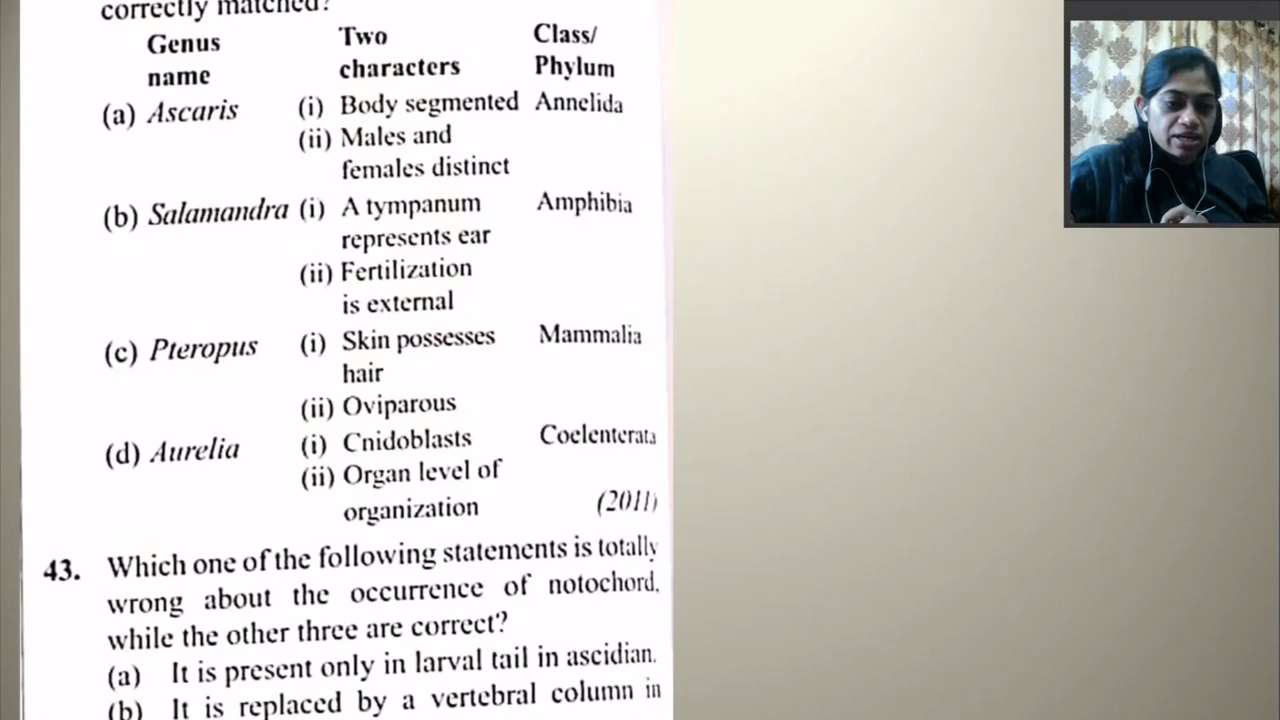 correctly matched?
Genus name Two characters Class/ Phylum
(a) Ascaris (i) Body segmented Annelida
(ii) Males and
females distinct
(b) Salamandra (i) A tympanum Amphibia
represents ear
(ii) Fertilization
is external
(c) Pteropus (i) Skin possesses Mammalia
hair
(ii) Oviparous
(d) Aurelia (i) Cnidoblasts Coelenterata
(ii) Organ level of
organization (2011)
43. Which one of the following statements is totally
wrong about the occurrence of notochord,
while the other three are correct?
(a) It is present only in larval tail in ascidian.
(b) It is replaced by a vertebral column in